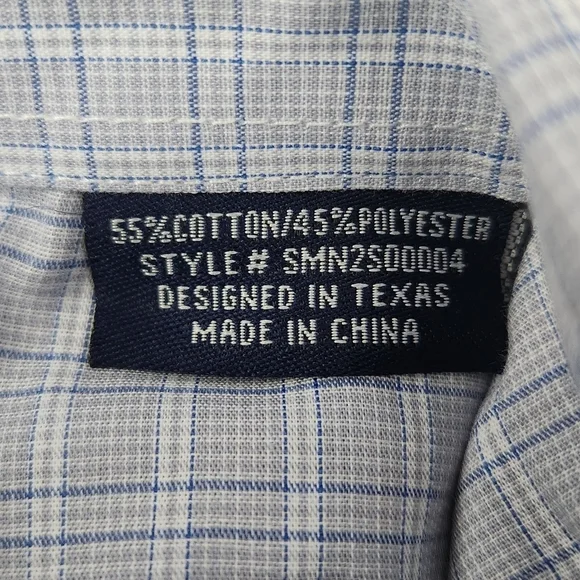 55%COTTON/45%POLYESTER
STYLE# SMN2S00004
DESIGNED IN TEXAS
MADE IN CHINA